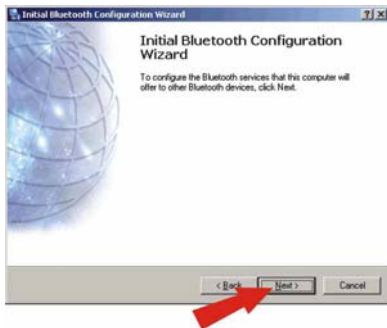 Initial Bluetooth Configuration Wizard
Initial Bluetooth Configuration
Wizard
To configure the Bluetooth services that this computer will
offer to other Bluetooth devices, click Next.
< Back Next > Cancel